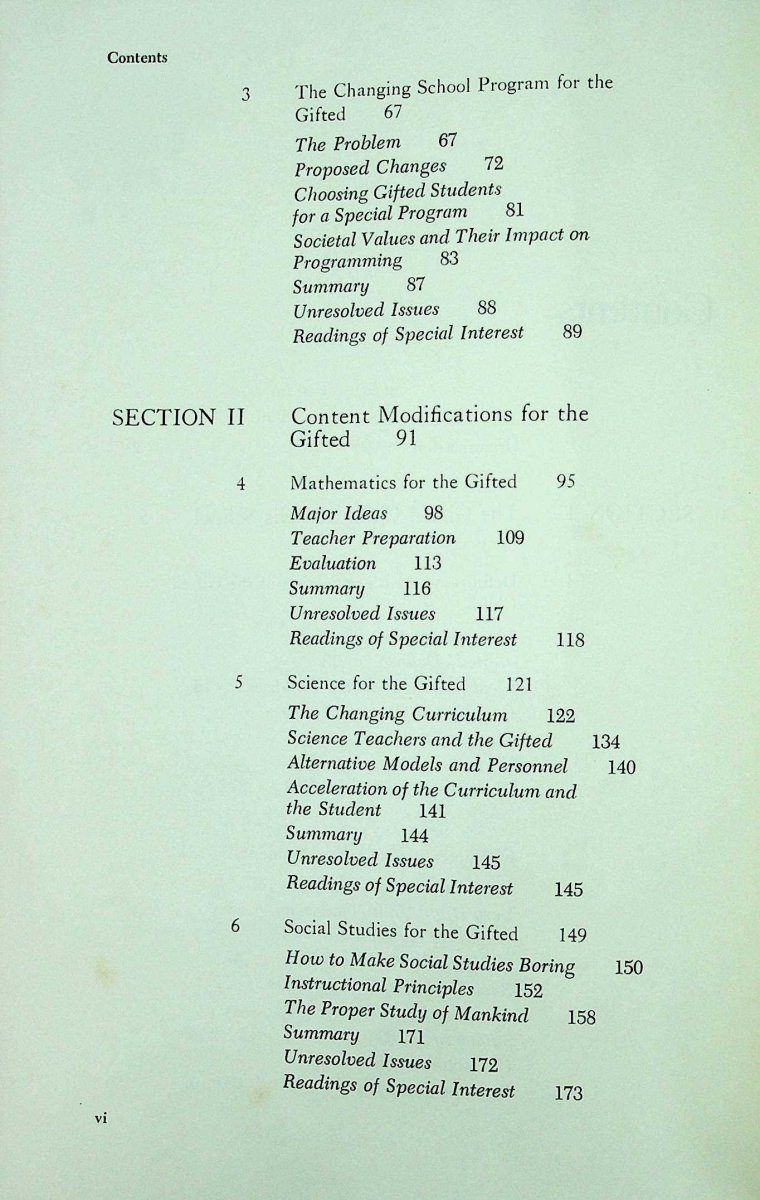 Contents
3 The Changing School Program for the
Gifted 67
The Problem 67
Proposed Changes 72
Choosing Gifted Students
for a Special Program 81
Societal Values and Their Impact on
Programming 83
Summary 87
Unresolved Issues 88
Readings of Special Interest 89
SECTION II Content Modifications for the
Gifted 91
4 Mathematics for the Gifted 95
Major Ideas 98
Teacher Preparation 109
Evaluation 113
Summary 116
Unresolved Issues 117
Readings of Special Interest 118
5 Science for the Gifted 121
The Changing Curriculum 122
Science Teachers and the Gifted 134
Alternative Models and Personnel 140
Acceleration of the Curriculum and
the Student 141
Summary 144
Unresolved Issues 145
Readings of Special Interest 145
6 Social Studies for the Gifted 149
How to Make Social Studies Boring 150
Instructional Principles 152
The Proper Study of Mankind 158
Summary 171
Unresolved Issues 172
Readings of Special Interest 173
vi